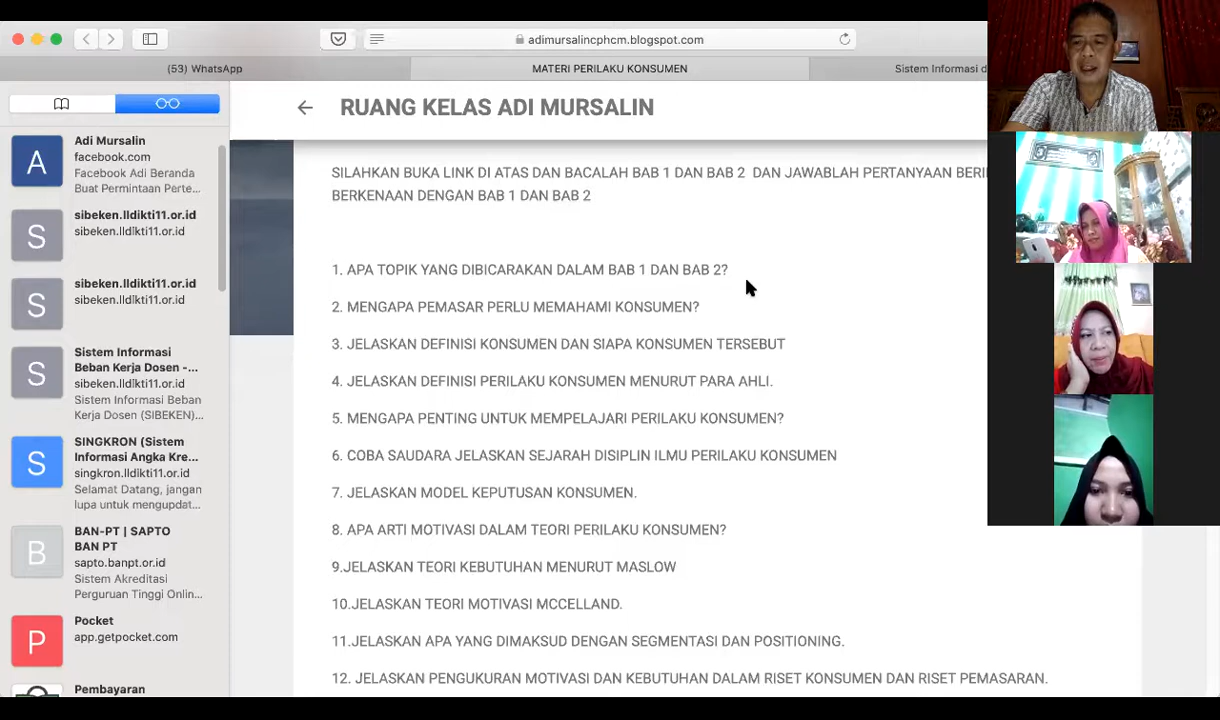 adimursalincphcm.blogspot.com
(53) WhatsApp
MATERI PERILAKU KONSUMEN
Sistem Informasi d
A
Adi Mursalin
facebook.com
Facebook Adi Beranda
Buat Permintaan Perte...
S
sibeken.lldikti11.or.id
sibeken.lldikti11.or.id
S
sibeken.lldikti11.or.id
sibeken.lldikti11.or.id
S
Sistem Informasi
Beban Kerja Dosen -...
sibeken.lldikti11.or.id
Sistem Informasi Beban
Kerja Dosen (SIBEKEN)...
S
SINGKRON (Sistem
Informasi Angka Kre...
singkron.lldikti11.or.id
Selamat Datang, jangan
lupa untuk mengupdat...
B
BAN-PT | SAPTO
BAN PT
sapto.banpt.or.id
Sistem Akreditasi
Perguruan Tinggi Onlin...
P
Pocket
app.getpocket.com
Pembayaran
RUANG KELAS ADI MURSALIN
SILAHKAN BUKA LINK DI ATAS DAN BACALAH BAB 1 DAN BAB 2 DAN JAWABLAH PERTANYAAN BERI
BERKENAAN DENGAN BAB 1 DAN BAB 2
1. APA TOPIK YANG DIBICARAKAN DALAM BAB 1 DAN BAB 2?
2. MENGAPA PEMASAR PERLU MEMAHAMI KONSUMEN?
3. JELASKAN DEFINISI KONSUMEN DAN SIAPA KONSUMEN TERSEBUT
4. JELASKAN DEFINISI PERILAKU KONSUMEN MENURUT PARA AHLI.
5. MENGAPA PENTING UNTUK MEMPELAJARI PERILAKU KONSUMEN?
6. COBA SAUDARA JELASKAN SEJARAH DISIPLIN ILMU PERILAKU KONSUMEN
7. JELASKAN MODEL KEPUTUSAN KONSUMEN.
8. APA ARTI MOTIVASI DALAM TEORI PERILAKU KONSUMEN?
9.JELASKAN TEORI KEBUTUHAN MENURUT MASLOW
10.JELASKAN TEORI MOTIVASI MCCELLAND.
11.JELASKAN APA YANG DIMAKSUD DENGAN SEGMENTASI DAN POSITIONING.
12. JELASKAN PENGUKURAN MOTIVASI DAN KEBUTUHAN DALAM RISET KONSUMEN DAN RISET PEMASARAN.